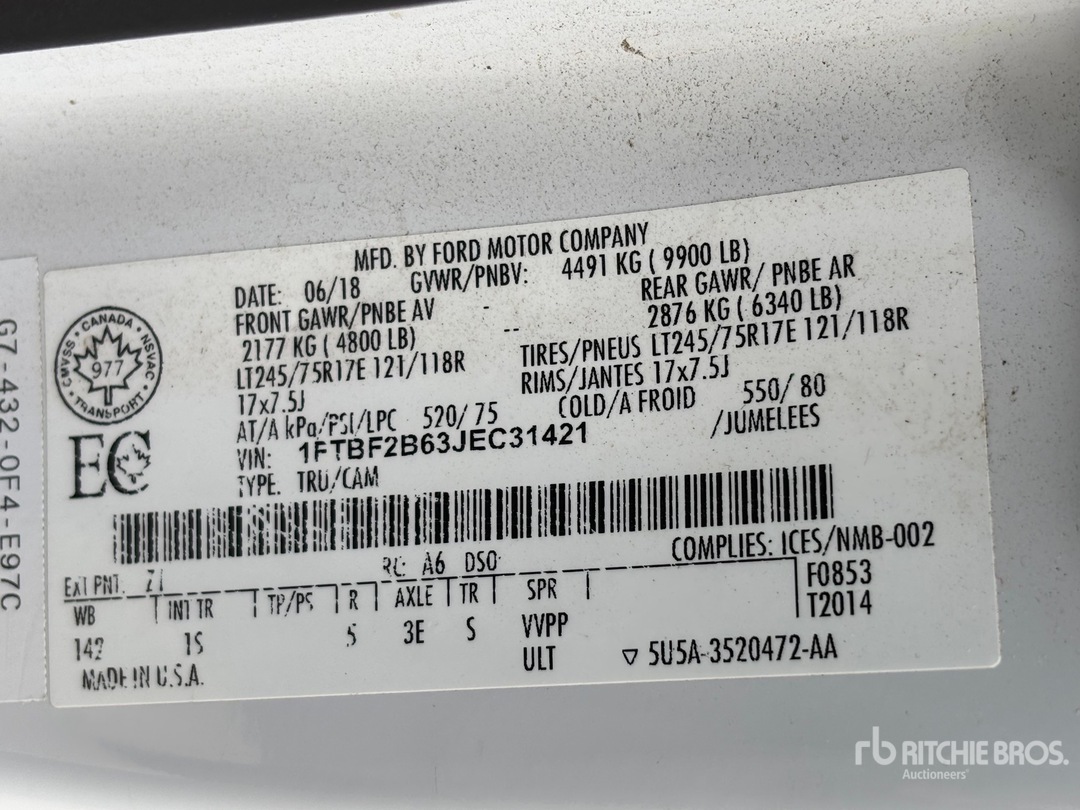 MFD. BY FORD MOTOR COMPANY
DATE: 06/18 GVWR/PNBV: 4491 KG ( 9900 LB)
FRONT GAWR/PNBE AV - REAR GAWR/ PNBE AR
2177 KG ( 4800 LB) -- 2876 KG ( 6340 LB)
LT245/75R17E 121/118R TIRES/PNEUS LT245/75R17E 121/118R
17x7.5J RIMS/JANTES 17x7.5J
AT/A kPa/PSI/LPC 520/ 75 COLD/A FROID 550/ 80
VIN: 1FTBF2B63JEC31421 /JUMELEES
TYPE. TRU/CAM
CANADA
CMVSS · NSVAC
977
TRANSPORT
EC
COMPLIES: ICES/NMB-002
EXT PNT: Z1 RC: A6 DSO:
WB INT TR TP/PS R AXLE TR SPR F0853
T2014
142 1S 5 3E S VVPP
ULT ▽ 5U5A-3520472-AA
MADE IN U.S.A.
G7-432-0F4-E97C
rb RITCHIE BROS.
Auctioneers